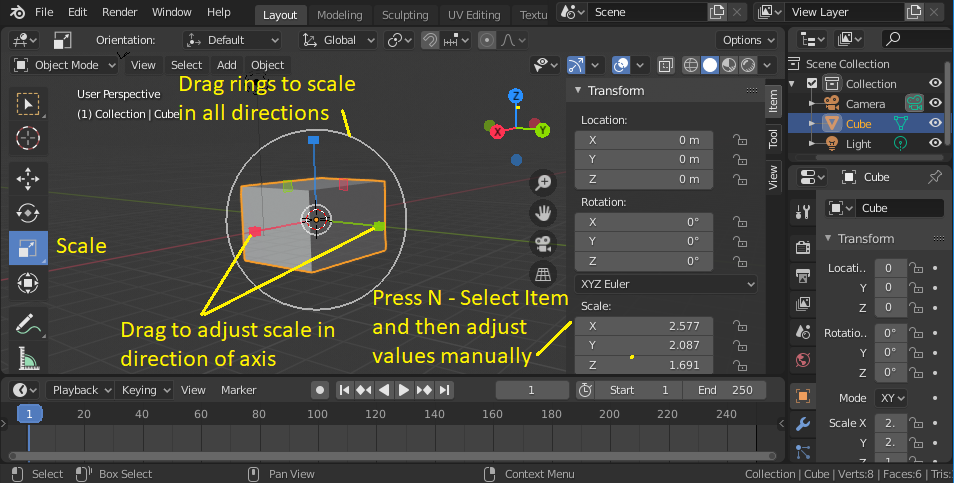 File Edit Render Window Help
Layout Modeling Sculpting UV Editing Textu
Scene
View Layer
Orientation: Default Global Options
Object Mode View Select Add Object
User Perspective
(1) Collection | Cube
Drag rings to scale
in all directions
Z
X
Y
Scale
Drag to adjust scale in
direction of axis
Press N - Select Item
and then adjust
values manually
Transform
Location:
X 0 m
Y 0 m
Z 0 m
Rotation:
X 0°
Y 0°
Z 0°
XYZ Euler
Scale:
X 2.577
Y 2.087
Z 1.691
Item
Tool
View
Scene Collection
Collection
Camera
Cube
Light
Cube
Cube
Transform
Locati.. 0
Y 0
Z 0
Rotatio.. 0°
Y 0°
Z 0°
Mode XY
Scale X 2.
Y 2.
Z 1.
Playback Keying View Marker
1 Start 1 End 250
1 20 40 60 80 100 120 140 160 180 200 220 240
Select Box Select Pan View Context Menu
Collection | Cube | Verts:8 | Faces:6 | Tris: